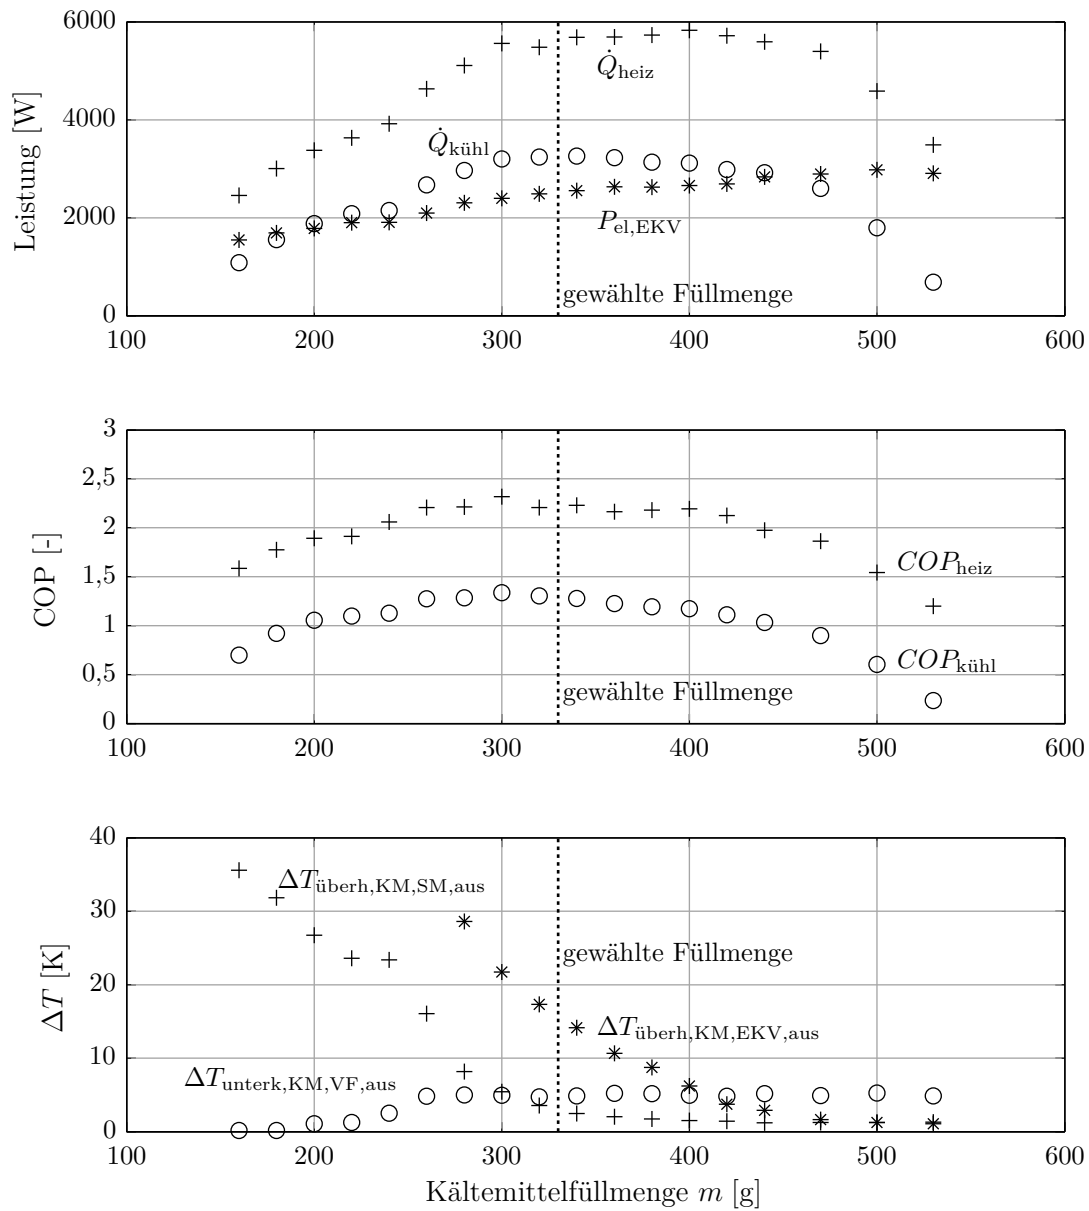 6000
4000
2000
0
Leistung [W]
Q̇heiz
Q̇kühl
Pel,EKV
gewählte Füllmenge
100 200 300 400 500 600
3
2,5
2
1,5
1
0,5
0
COP [-]
COPheiz
COPkühl
gewählte Füllmenge
100 200 300 400 500 600
40
30
20
10
0
ΔT [K]
ΔTüberh,KM,SM,aus
gewählte Füllmenge
ΔTüberh,KM,EKV,aus
ΔTunterk,KM,VF,aus
100 200 300 400 500 600
Kältemittelfüllmenge m [g]